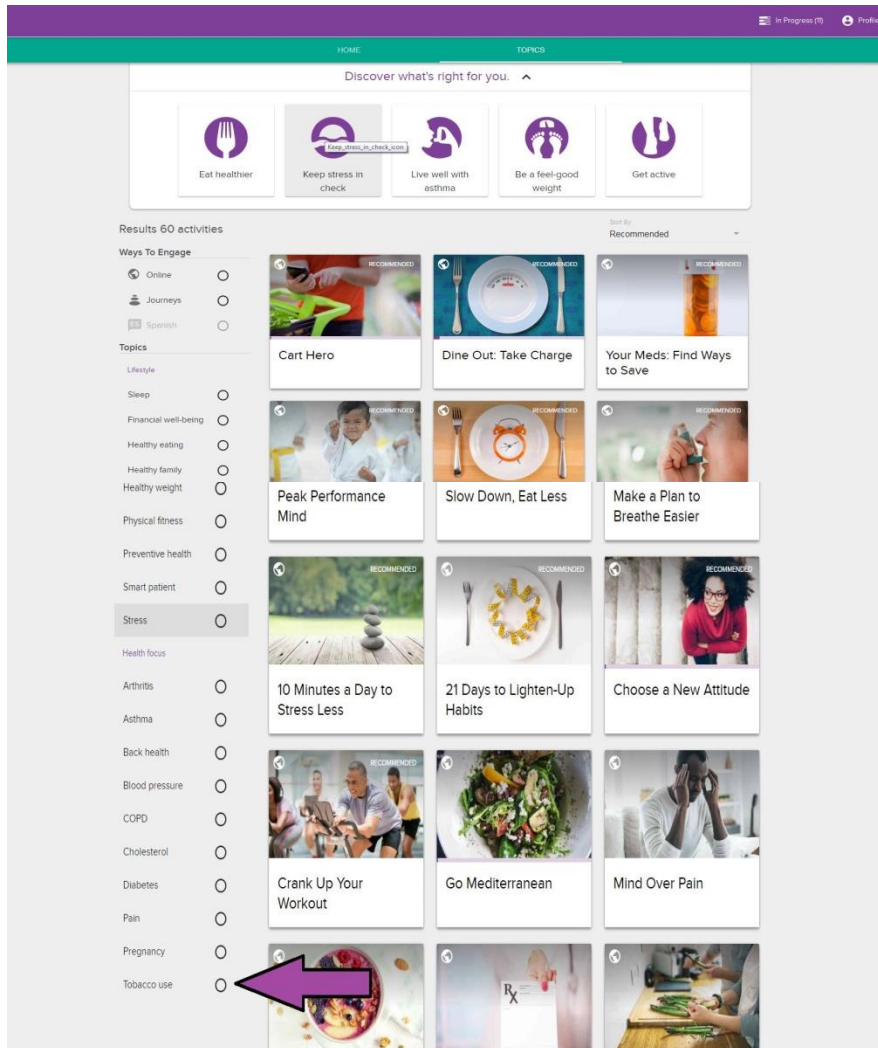 In Progress (11) Profile
HOME TOPICS
Discover what's right for you.
Keep_stress_in_check_icon
Eat healthier
Keep stress in
check
Live well with
asthma
Be a feel-good
weight
Get active
Results 60 activities
Sort By
Recommended
Ways To Engage
Online
Journeys
ES Spanish
Topics
Lifestyle
Sleep
Financial well-being
Healthy eating
Healthy family
Healthy weight
Physical fitness
Preventive health
Smart patient
Stress
Health focus
Arthritis
Asthma
Back health
Blood pressure
COPD
Cholesterol
Diabetes
Pain
Pregnancy
Tobacco use
RECOMMENDED
Cart Hero
RECOMMENDED
Dine Out: Take Charge
RECOMMENDED
Your Meds: Find Ways
to Save
RECOMMENDED
Peak Performance
Mind
RECOMMENDED
Slow Down, Eat Less
RECOMMENDED
Make a Plan to
Breathe Easier
RECOMMENDED
10 Minutes a Day to
Stress Less
RECOMMENDED
21 Days to Lighten-Up
Habits
RECOMMENDED
Choose a New Attitude
RECOMMENDED
Crank Up Your
Workout
Go Mediterranean
Mind Over Pain
Rx